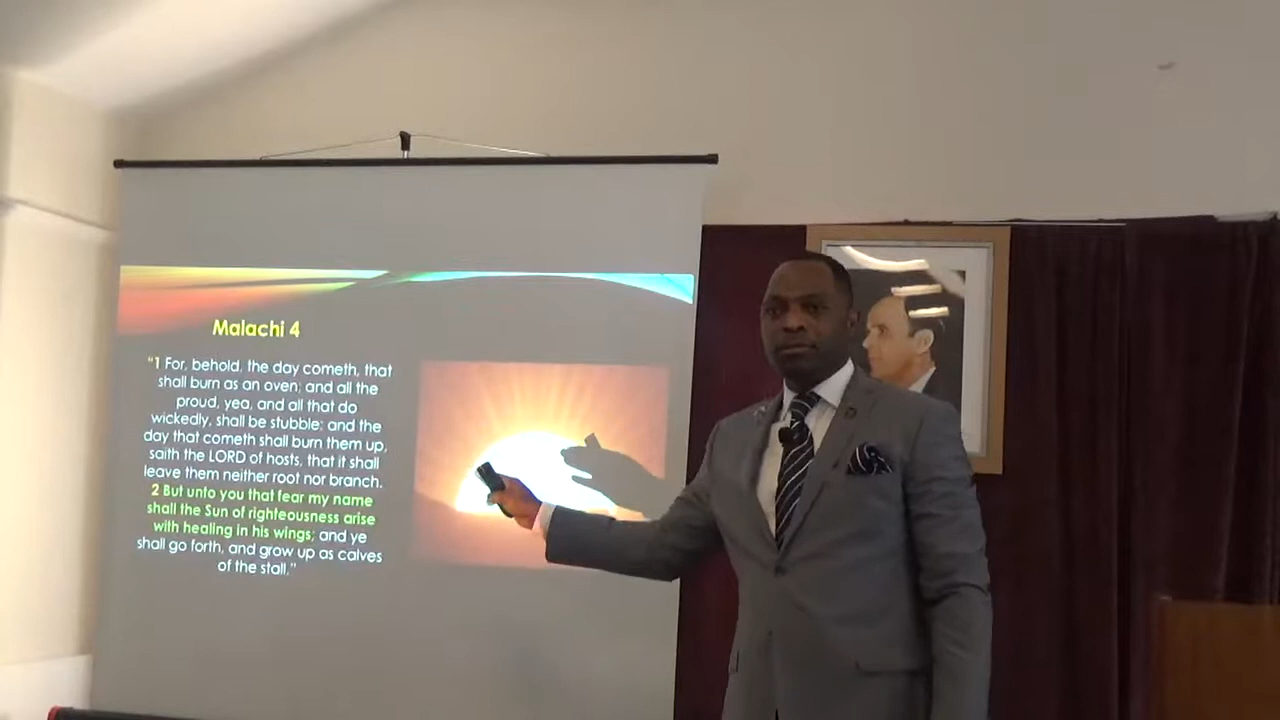 Malachi 4
“1 For, behold, the day cometh, that
shall burn as an oven; and all the
proud, yea, and all that do
wickedly, shall be stubble: and the
day that cometh shall burn them up,
saith the LORD of hosts, that it shall
leave them neither root nor branch.
2 But unto you that fear my name
shall the Sun of righteousness arise
with healing in his wings; and ye
shall go forth, and grow up as calves
of the stall.”